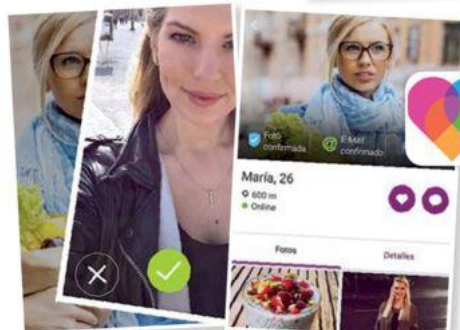 Foto
confirmada
E-Mail
confirmado
María, 26
600 m
Online
Fotos
Detalles